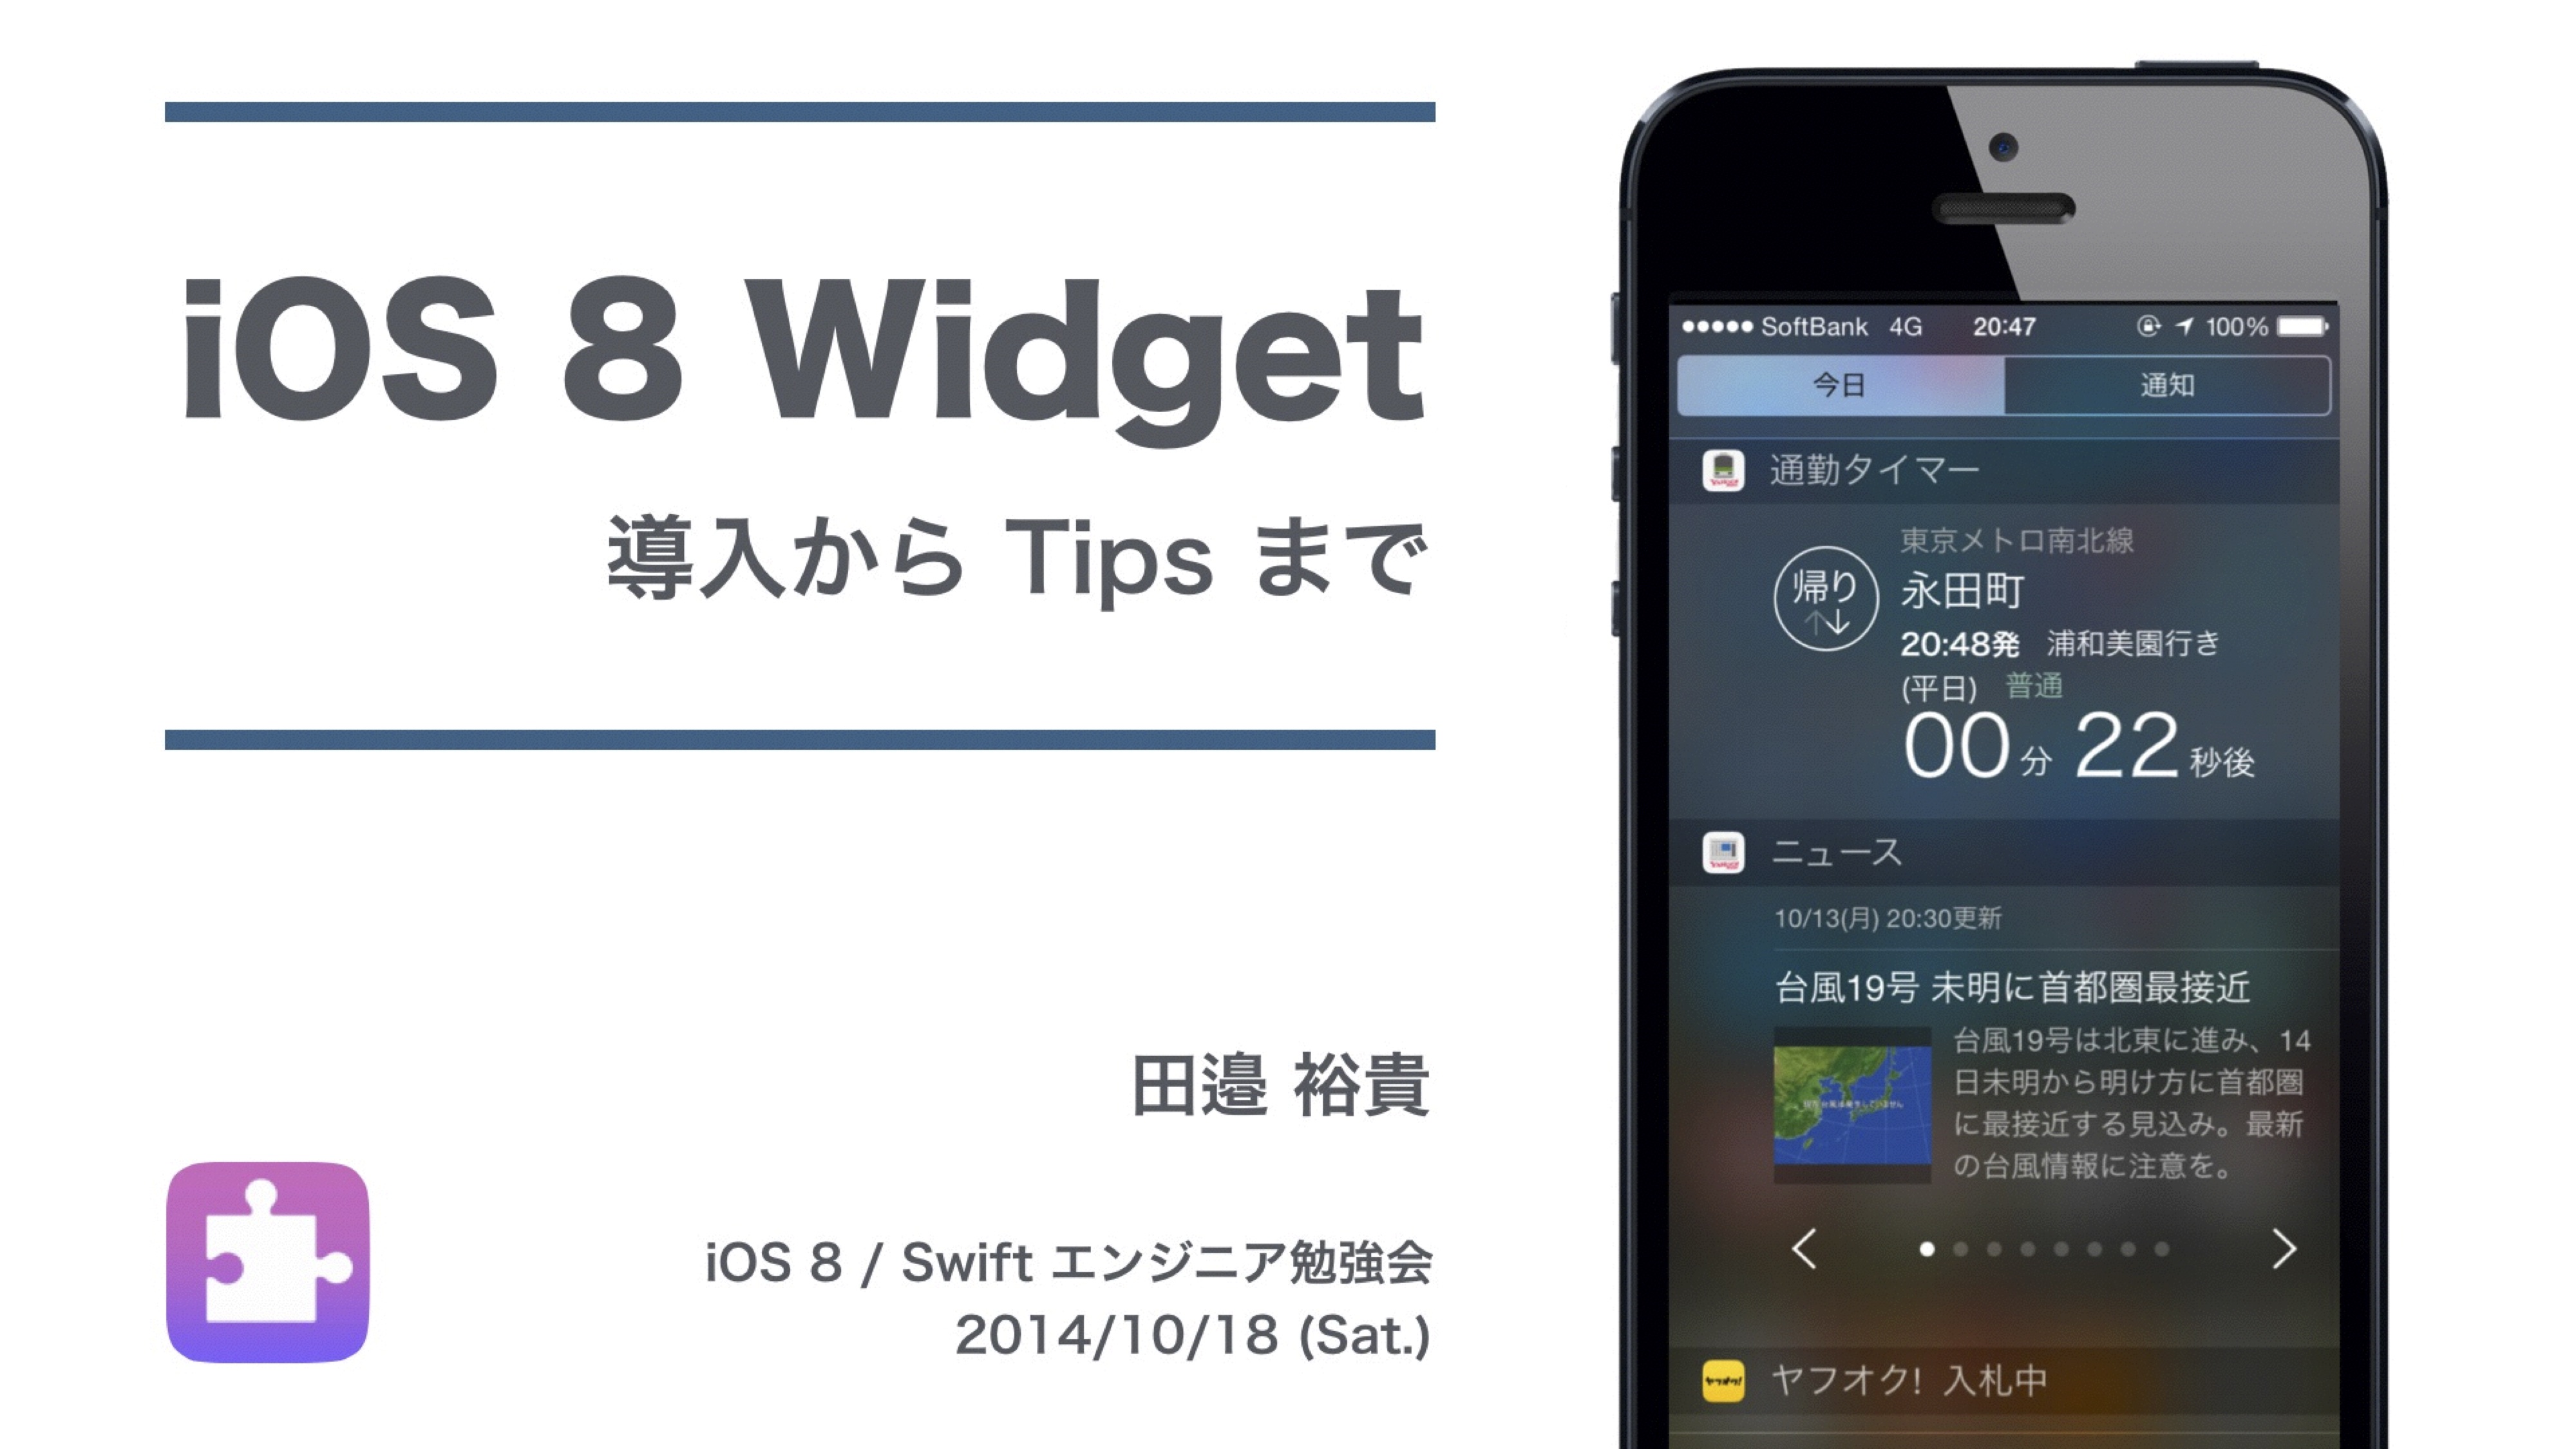 iOS 8 Widget
導入から Tips まで
田邉 裕貴
iOS 8 / Swift エンジニア勉強会
2014/10/18 (Sat.)
SoftBank 4G 20:47 100%
今日 通知
通勤タイマー
東京メトロ南北線
帰り
↑↓
永田町
20:48発 浦和美園行き
(平日) 普通
00分 22秒後
ニュース
10/13(月) 20:30更新
台風19号 未明に首都圏最接近
台風19号は北東に進み、14
日未明から明け方に首都圏
に最接近する見込み。最新
の台風情報に注意を。
ヤフオク!
ヤフオク! 入札中